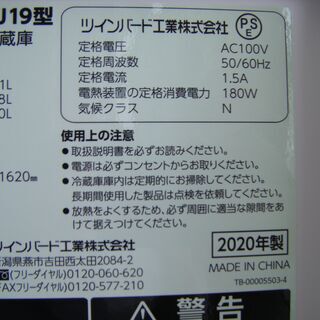 J19型
ツインバード工業株式会社
PSE
蔵庫
定格電圧 AC100V
定格周波数 50/60Hz
定格電流 1.5A
1L
電熱装置の定格消費電力 180W
8L
気候クラス N
0L
使用上の注意
●取扱説明書を必ずお読みください。
●電源は必ずコンセントからお取りください。
●冷蔵庫庫内は定期的にお掃除してください。
長期間使用した製品は点検を依頼してください。
1620mm
●放熱をよくするため、必ず周囲に適当な隙間をあ
けて据えつけてください。
ツインバード工業株式会社
潟県燕市吉田西太田2084-2
(フリーダイヤル)0120-060-620
FAX(フリーダイヤル)0120-577-210
2020年製
MADE IN CHINA
TB-00005503-4
警告